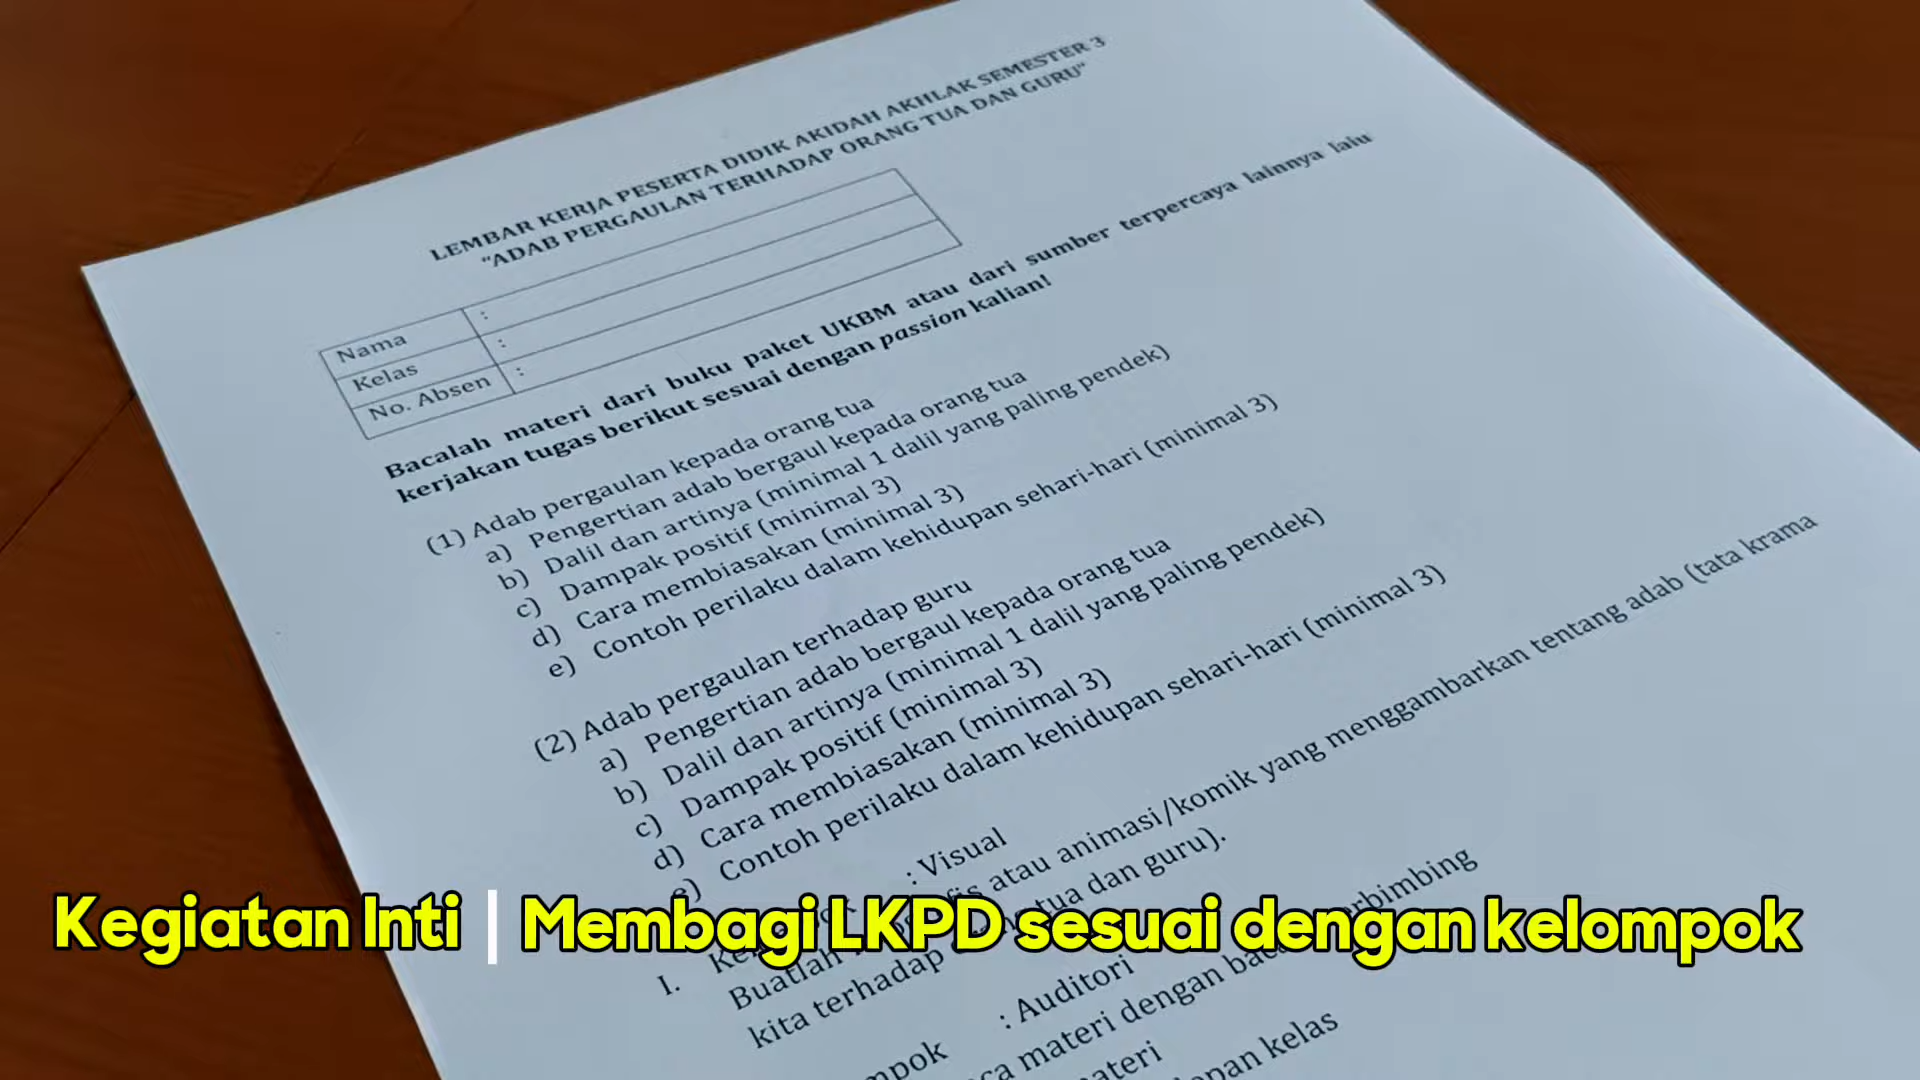 LEMBAR KERJA PESERTA DIDIK AKIDAH AKHLAK SEMESTER 3
"ADAB PERGAULAN TERHADAP ORANG TUA DAN GURU"
Nama :
Kelas :
No. Absen :
Bacalah materi dari buku paket UKBM atau dari sumber terpercaya lainnya lalu
kerjakan tugas berikut sesuai dengan passion kalian!
(1) Adab pergaulan kepada orang tua
a) Pengertian adab bergaul kepada orang tua
b) Dalil dan artinya (minimal 1 dalil yang paling pendek)
c) Dampak positif (minimal 3)
d) Cara membiasakan (minimal 3)
e) Contoh perilaku dalam kehidupan sehari-hari (minimal 3)
(2) Adab pergaulan terhadap guru
a) Pengertian adab bergaul kepada orang tua
b) Dalil dan artinya (minimal 1 dalil yang paling pendek)
c) Dampak positif (minimal 3)
d) Cara membiasakan (minimal 3)
e) Contoh perilaku dalam kehidupan sehari-hari (minimal 3)
I. : Visual
Buatlah atau animasi/komik yang menggambarkan tentang adab (tata krama
kita terhadap tua dan guru).
: Auditori
materi dengan
kelas
Kegiatan Inti | Membagi LKPD sesuai dengan kelompok